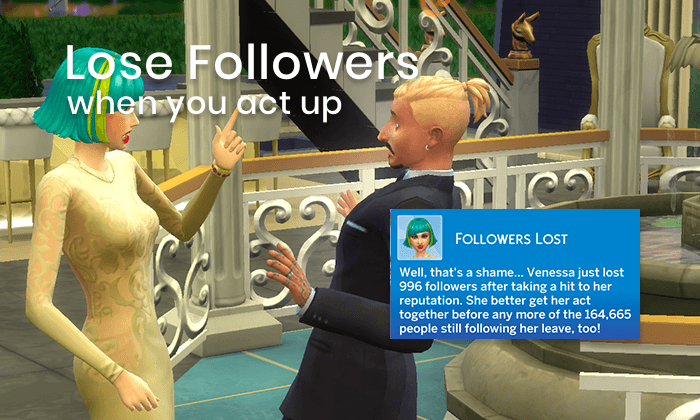 Lose Followers
when you act up
Followers Lost
Well, that's a shame... Venessa just lost
996 followers after taking a hit to her
reputation. She better get her act
together before any more of the 164,665
people still following her leave, too!